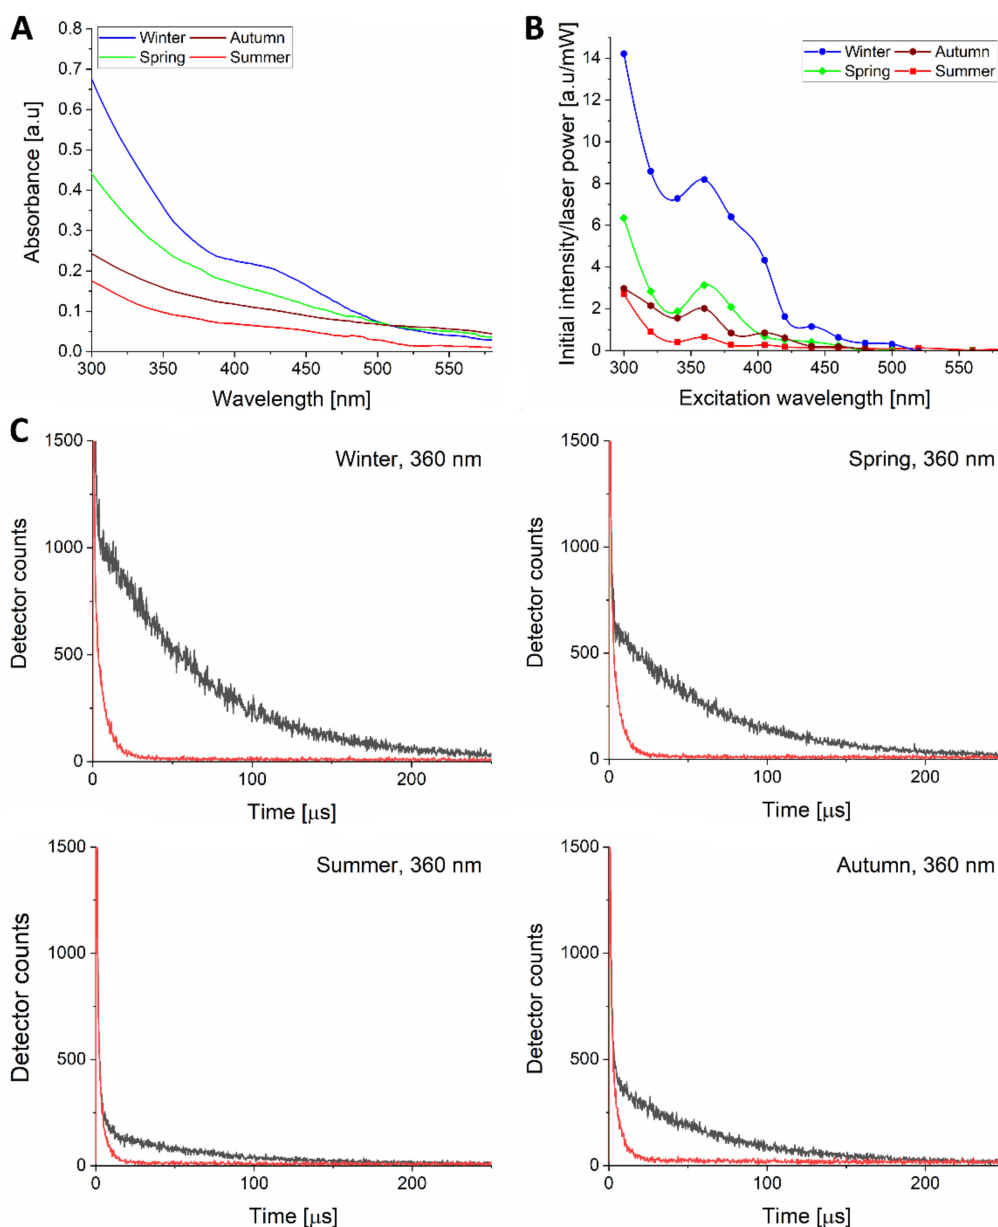 A
Winter Autumn
Spring Summer
0.8
0.7
0.6
0.5
0.4
0.3
0.2
0.1
0.0
Absorbance [a.u]
300 350 400 450 500 550
Wavelength [nm]
B
Winter Autumn
Spring Summer
14
12
10
8
6
4
2
0
Initial intensity/laser power [a.u/mW]
300 350 400 450 500 550
Excitation wavelength [nm]
C
Winter, 360 nm
1500
1000
500
0
Detector counts
0 100 200
Time [μs]
Spring, 360 nm
1500
1000
500
0
Detector counts
0 100 200
Time [μs]
Summer, 360 nm
1500
1000
500
0
Detector counts
0 100 200
Time [μs]
Autumn, 360 nm
1500
1000
500
0
Detector counts
0 100 200
Time [μs]